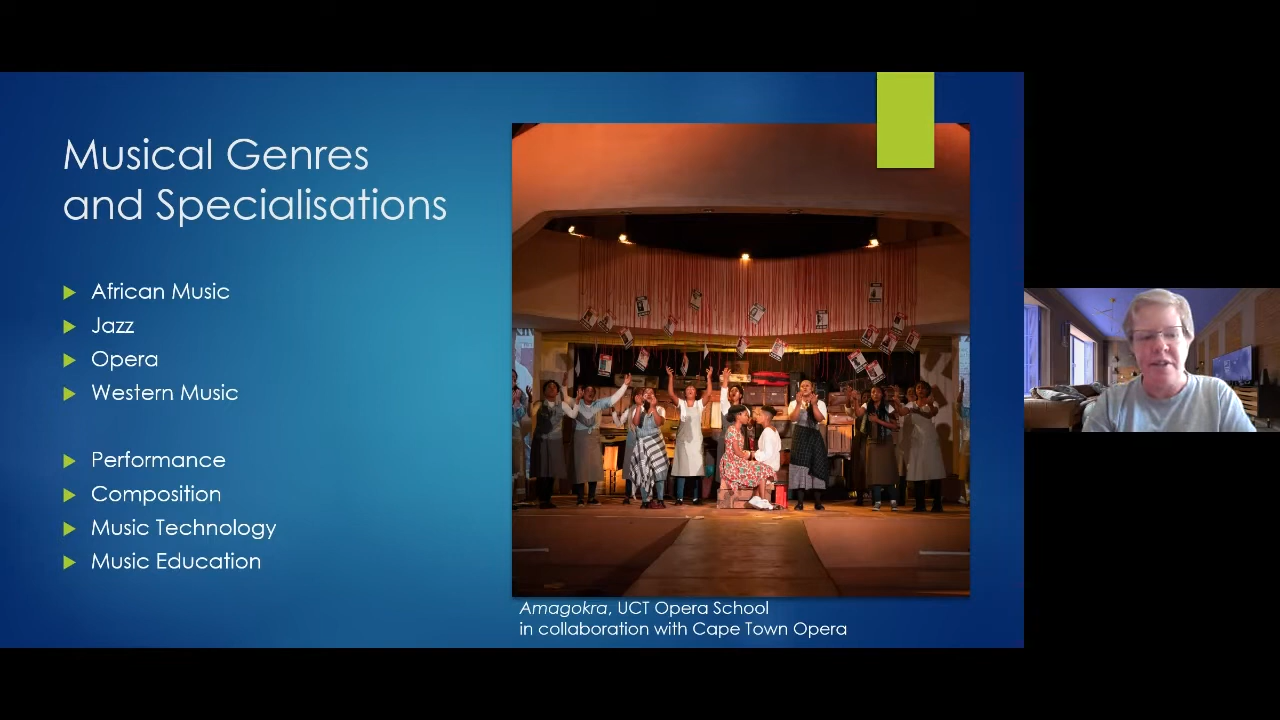 Musical Genres
and Specialisations
African Music
Jazz
Opera
Western Music
Performance
Composition
Music Technology
Music Education
Amagokra, UCT Opera School
in collaboration with Cape Town Opera